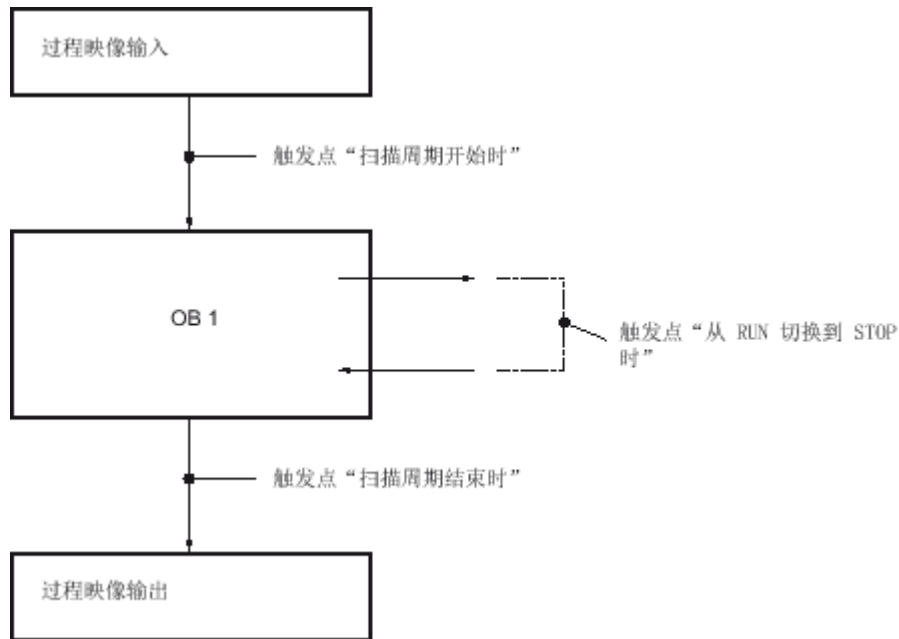 过程映像输入
触发点“扫描周期开始时”
OB 1
触发点“从 RUN 切换到 STOP
时”
触发点“扫描周期结束时”
过程映像输出